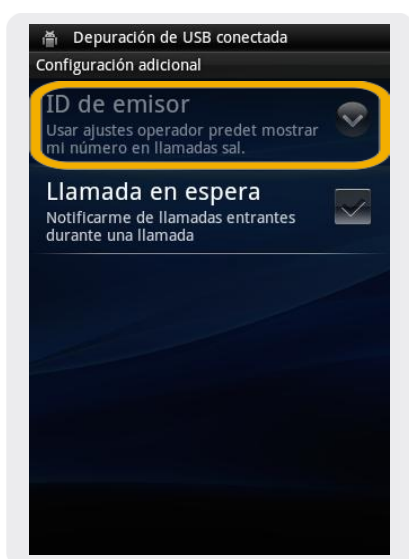 Depuración de USB conectada
Configuración adicional
ID de emisor
Usar ajustes operador predet mostrar
mi número en llamadas sal.
Llamada en espera
Notificarme de llamadas entrantes
durante una llamada